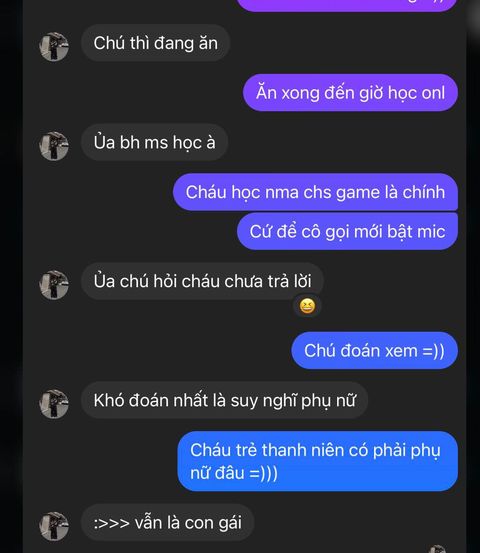 Chú thì đang ăn
Ăn xong đến giờ học onl
Ủa bh ms học à
Cháu học nma chs game là chính
Cứ để cô gọi mới bật mic
Ủa chú hỏi cháu chưa trả lời
Chú đoán xem =))
Khó đoán nhất là suy nghĩ phụ nữ
Cháu trẻ thanh niên có phải phụ
nữ đâu =)))
:>>> vẫn là con gái